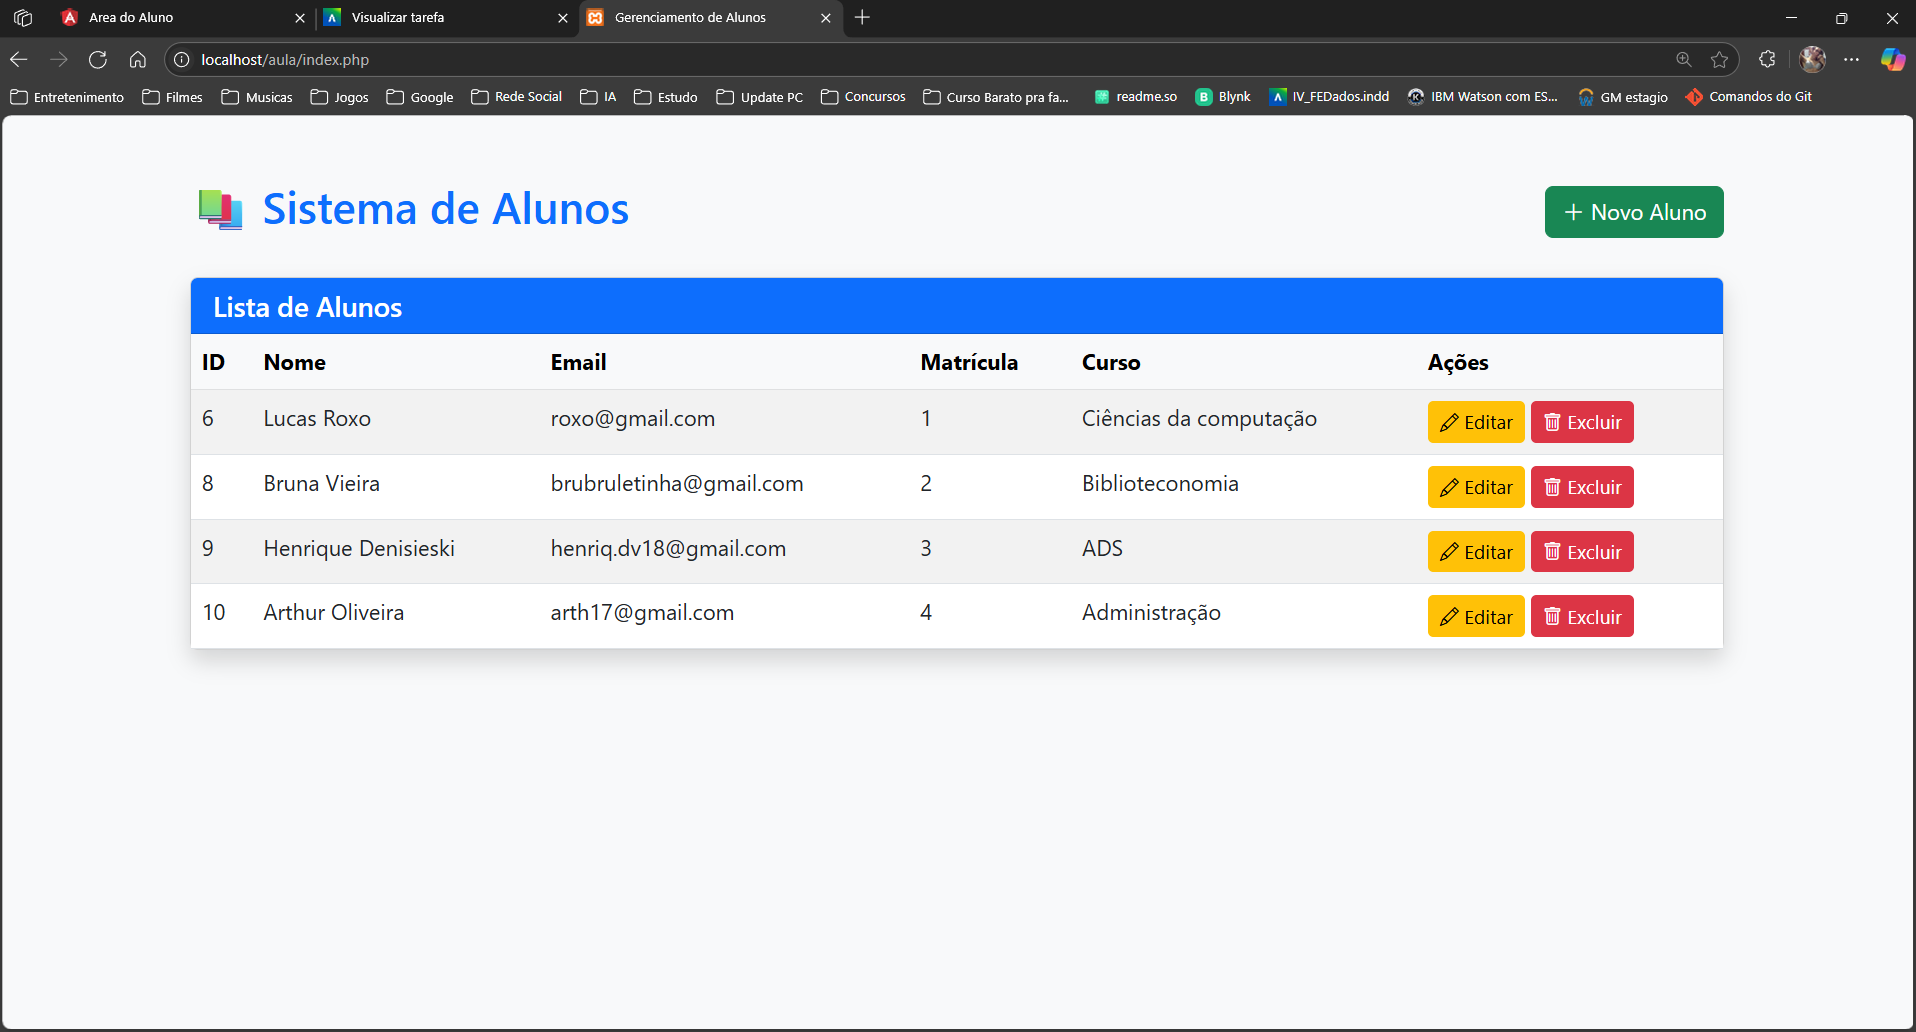 Area do Aluno
Visualizar tarefa
Gerenciamento de Alunos
localhost/aula/index.php
Entretenimento Filmes Musicas Jogos Google Rede Social IA Estudo Update PC Concursos Curso Barato pra fa... readme.so Blynk IV_FEDados.indd IBM Watson com ES... GM estagio Comandos do Git
Sistema de Alunos
+ Novo Aluno
Lista de Alunos
ID Nome Email Matrícula Curso Ações
6 Lucas Roxo roxo@gmail.com 1 Ciências da computação Editar Excluir
8 Bruna Vieira brubruletinha@gmail.com 2 Biblioteconomia Editar Excluir
9 Henrique Denisieski henriq.dv18@gmail.com 3 ADS Editar Excluir
10 Arthur Oliveira arth17@gmail.com 4 Administração Editar Excluir